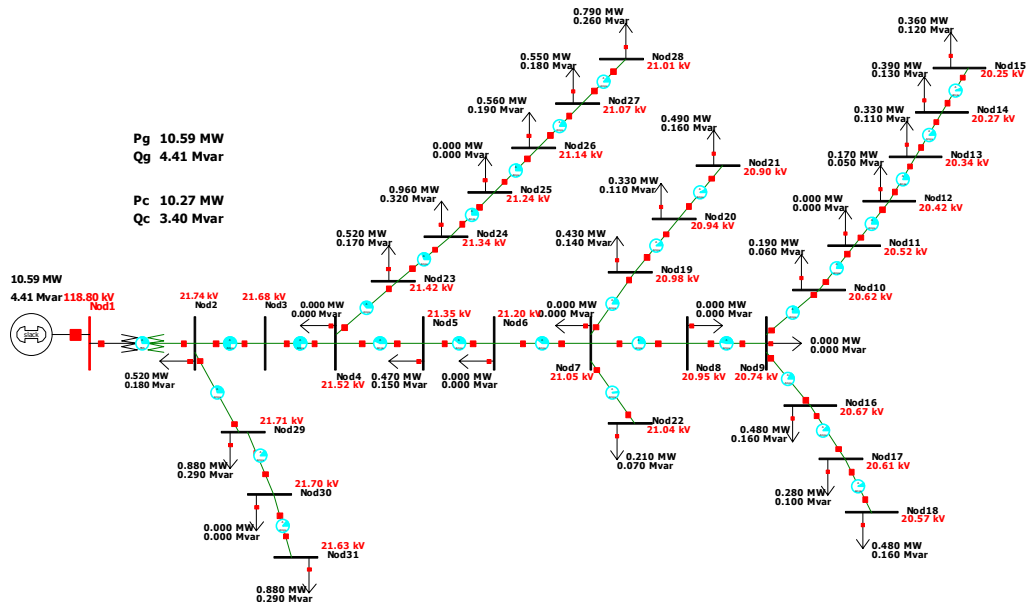 0.790 MW
0.260 Mvar
Nod28
21.01 kV
0.550 MW
0.180 Mvar
Nod27
21.07 kV
0.560 MW
0.190 Mvar
Nod26
21.14 kV
0.000 MW
0.000 Mvar
Nod25
21.24 kV
0.960 MW
0.320 Mvar
Nod24
21.34 kV
0.520 MW
0.170 Mvar
Nod23
21.42 kV
0.490 MW
0.160 Mvar
Nod21
20.90 kV
0.330 MW
0.110 Mvar
Nod20
20.94 kV
0.430 MW
0.140 Mvar
Nod19
20.98 kV
0.360 MW
0.120 Mvar
Nod15
20.25 kV
0.390 MW
0.130 Mvar
Nod14
20.27 kV
0.330 MW
0.110 Mvar
Nod13
20.34 kV
0.170 MW
0.050 Mvar
Nod12
20.42 kV
0.000 MW
0.000 Mvar
Nod11
20.52 kV
0.190 MW
0.060 Mvar
Nod10
20.62 kV
Pg 10.59 MW
Qg 4.41 Mvar
Pc 10.27 MW
Qc 3.40 Mvar
10.59 MW
4.41 Mvar
slack
118.80 kV
Nod1
21.74 kV
Nod2
0.520 MW
0.180 Mvar
21.68 kV
Nod3
0.000 MW
0.000 Mvar
Nod4
21.52 kV
21.35 kV
Nod5
0.470 MW
0.150 Mvar
21.20 kV
Nod6
0.000 MW
0.000 Mvar
0.000 MW
0.000 Mvar
Nod7
21.05 kV
0.000 MW
0.000 Mvar
Nod8
20.95 kV
Nod9
20.74 kV
0.000 MW
0.000 Mvar
21.71 kV
Nod29
0.880 MW
0.290 Mvar
21.70 kV
Nod30
0.000 MW
0.000 Mvar
21.63 kV
Nod31
0.880 MW
0.290 Mvar
Nod22
21.04 kV
0.210 MW
0.070 Mvar
Nod16
20.67 kV
0.480 MW
0.160 Mvar
Nod17
20.61 kV
0.280 MW
0.100 Mvar
Nod18
20.57 kV
0.480 MW
0.160 Mvar